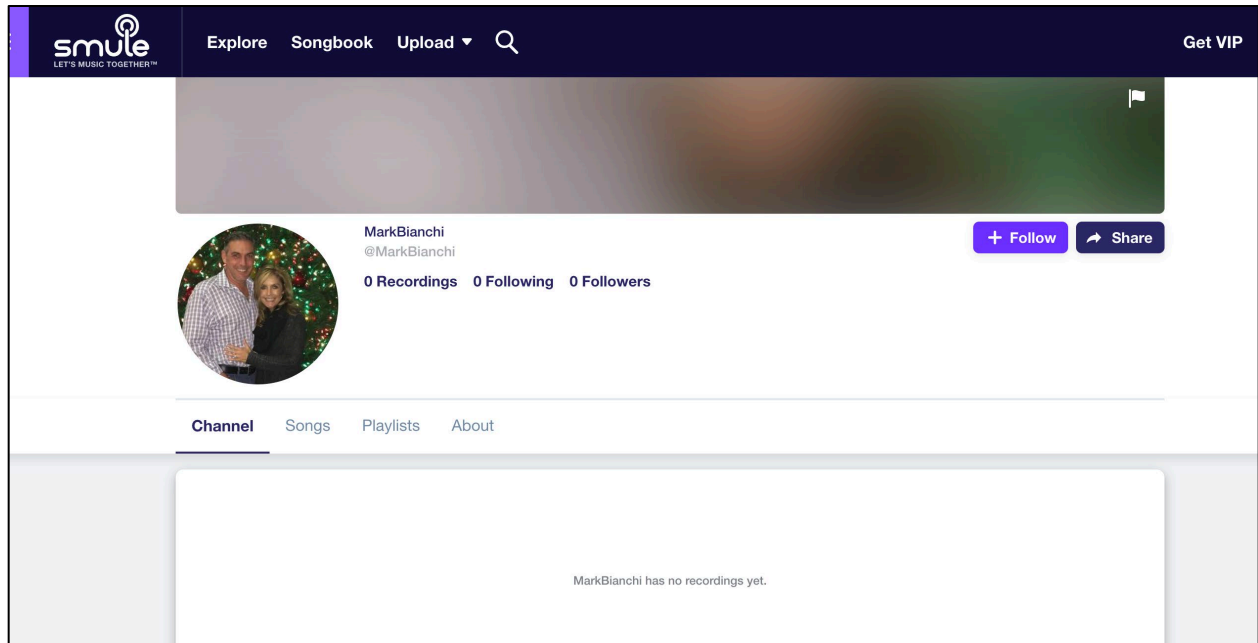 smule
LET'S MUSIC TOGETHER™
Explore Songbook Upload
Get VIP
MarkBianchi
@MarkBianchi
+ Follow Share
0 Recordings 0 Following 0 Followers
Channel Songs Playlists About
MarkBianchi has no recordings yet.